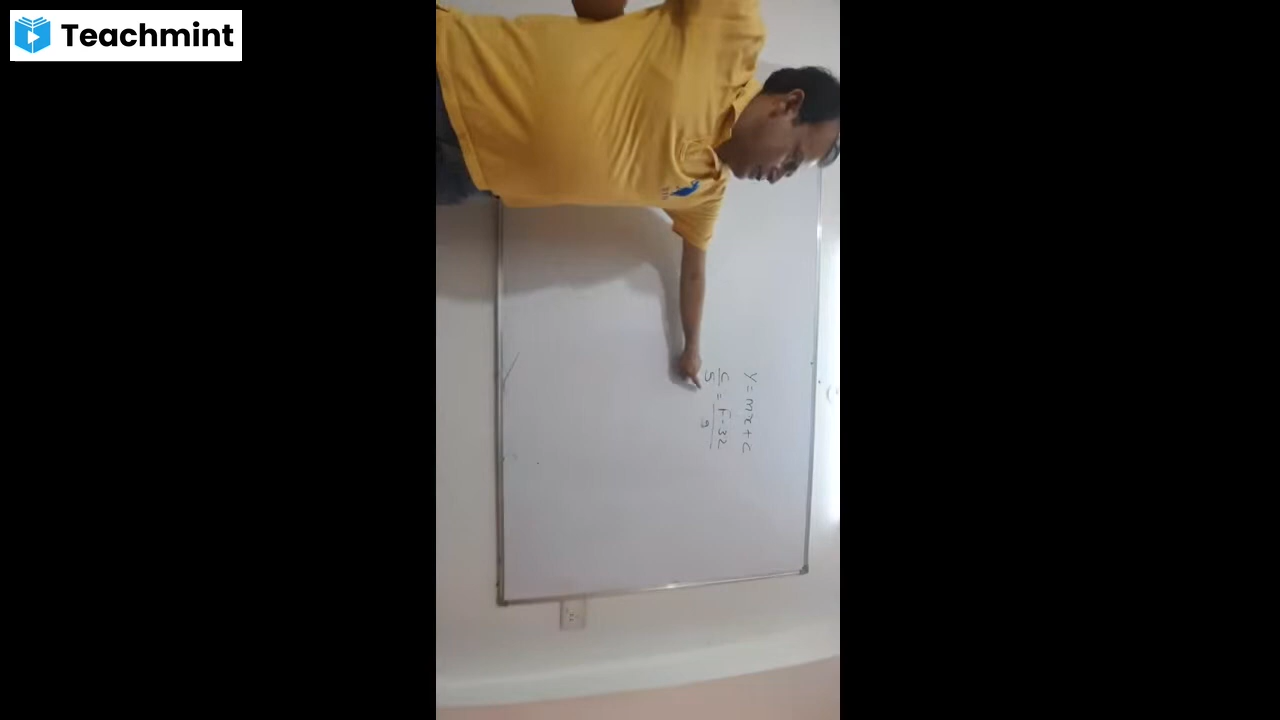 Teachmint
y = mx + c
C/5 = F-32/9